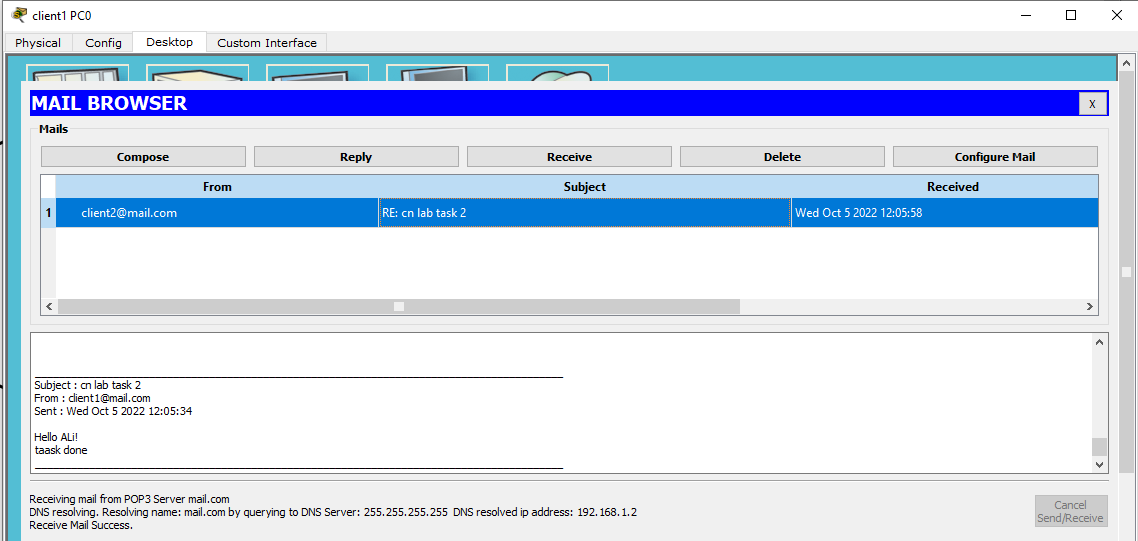 client1 PC0
Physical Config Desktop Custom Interface
MAIL BROWSER X
Mails
Compose Reply Receive Delete Configure Mail
From Subject Received
1 client2@mail.com RE: cn lab task 2 Wed Oct 5 2022 12:05:58
Subject : cn lab task 2
From : client1@mail.com
Sent : Wed Oct 5 2022 12:05:34
Hello ALi!
taask done
Receiving mail from POP3 Server mail.com
DNS resolving. Resolving name: mail.com by querying to DNS Server: 255.255.255.255 DNS resolved ip address: 192.168.1.2
Receive Mail Success.
Cancel
Send/Receive